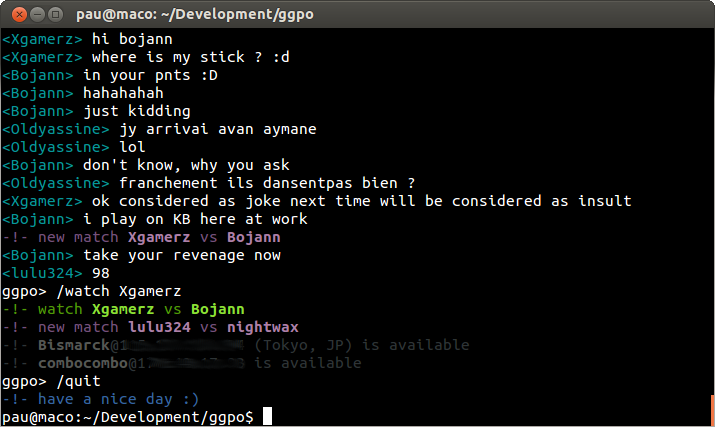 pau@maco: ~/Development/ggpo
<Xgamerz> hi bojann
<Xgamerz> where is my stick ? :d
<Bojann> in your pnts :D
<Bojann> hahahahah
<Bojann> just kidding
<Oldyassine> jy arrivai avan aymane
<Oldyassine> lol
<Bojann> don't know, why you ask
<Oldyassine> franchement ils dansentpas bien ?
<Xgamerz> ok considered as joke next time will be considered as insult
<Bojann> i play on KB here at work
-!- new match Xgamerz vs Bojann
<Bojann> take your revenage now
<lulu324> 98
ggpo> /watch Xgamerz
-!- watch Xgamerz vs Bojann
-!- new match lulu324 vs nightwax
-!- Bismarck@ (Tokyo, JP) is available
-!- combocombo@ is available
ggpo> /quit
-!- have a nice day :)
pau@maco:~/Development/ggpo$